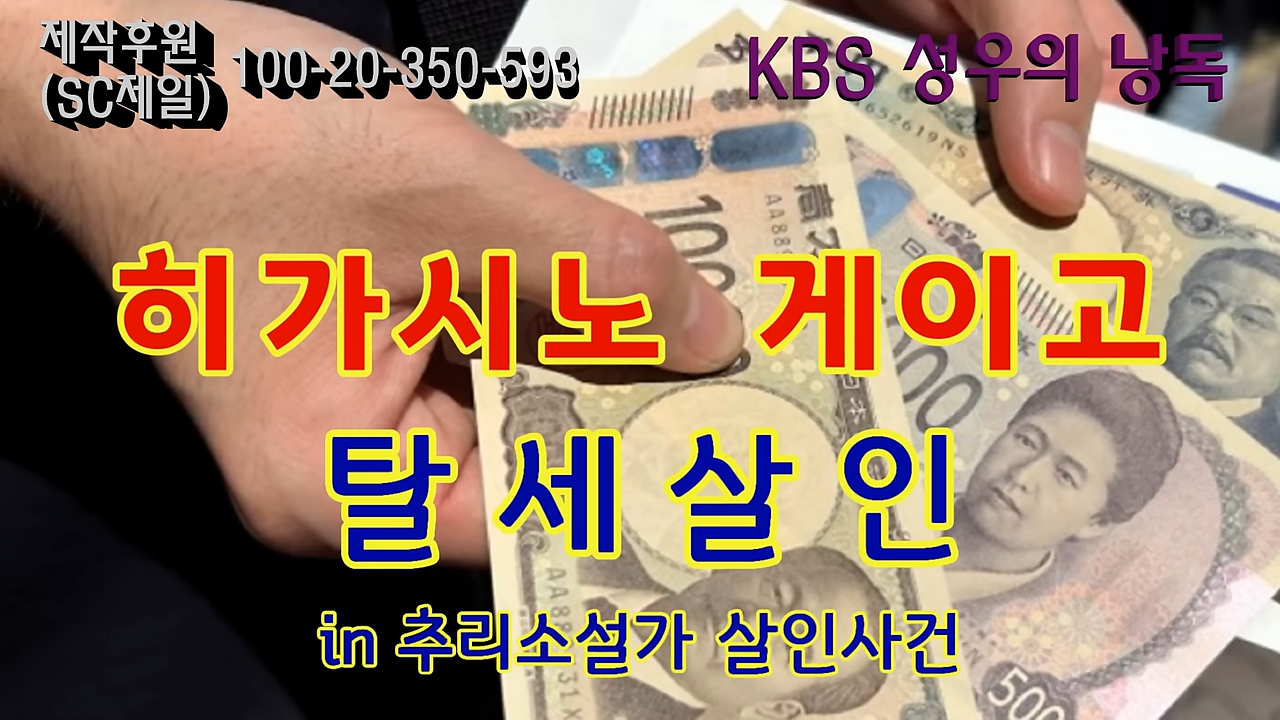 제작후원
(SC제일)
100-20-350-593
KBS 성우의 낭독
히가시노 게이고
탈세살인
in 추리소설가 살인사건
652619NS
500